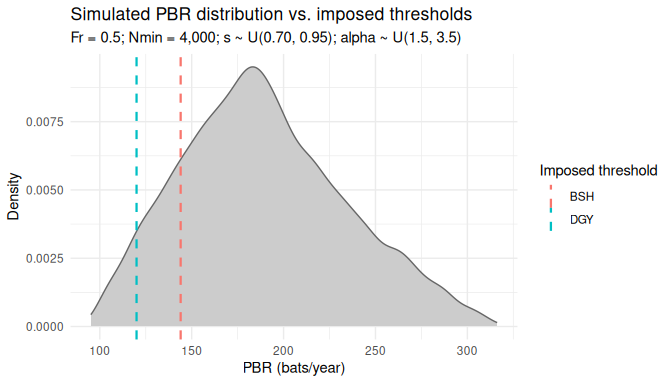 Simulated PBR distribution vs. imposed thresholds
Fr = 0.5; Nmin = 4,000; s ~ U(0.70, 0.95); alpha ~ U(1.5, 3.5)
Density
0.0075
0.0050
0.0025
0.0000
100 150 200 250 300
PBR (bats/year)
Imposed threshold
BSH
DGY